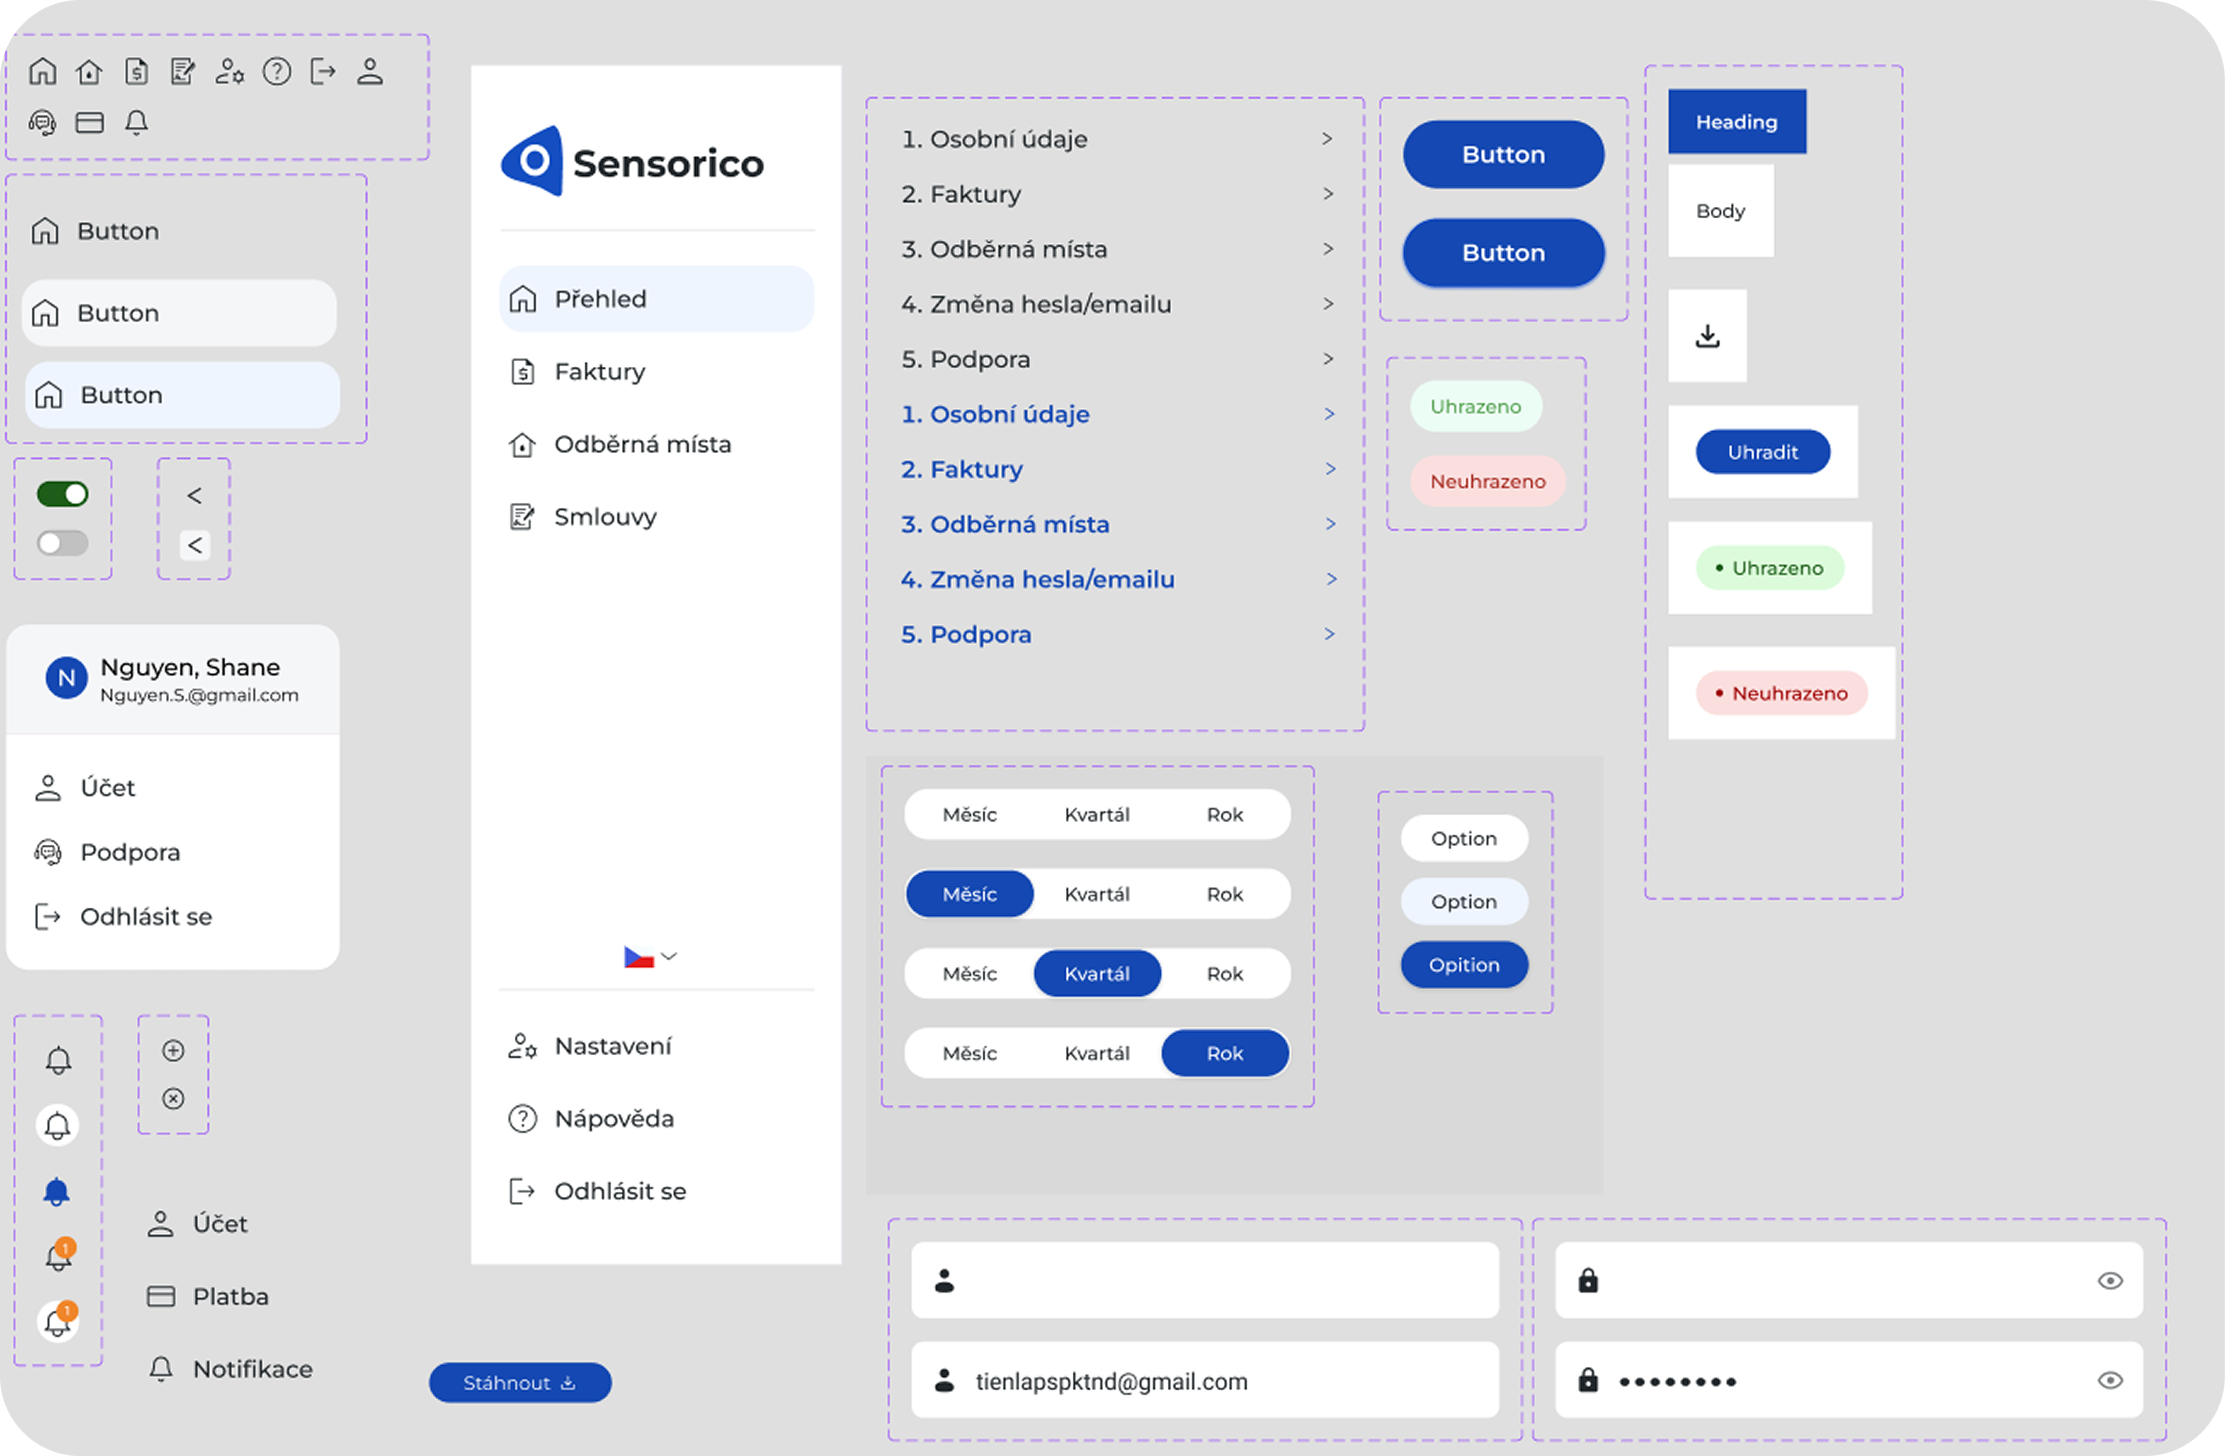 Button
Button
Button
<
<
N
Nguyen, Shane
Nguyen.S.@gmail.com
Účet
Podpora
Odhlásit se
1
1
Účet
Platba
Notifikace
Sensorico
Přehled
Faktury
Odběrná místa
Smlouvy
Nastavení
Nápověda
Odhlásit se
Stáhnout
1. Osobní údaje >
2. Faktury >
3. Odběrná místa >
4. Změna hesla/emailu >
5. Podpora >
1. Osobní údaje >
2. Faktury >
3. Odběrná místa >
4. Změna hesla/emailu >
5. Podpora >
Button
Button
Uhrazeno
Neuhrazeno
Heading
Body
Uhradit
• Uhrazeno
• Neuhrazeno
Měsíc Kvartál Rok
Měsíc Kvartál Rok
Měsíc Kvartál Rok
Měsíc Kvartál Rok
Option
Option
Opition
tienlapspktnd@gmail.com
••••••••